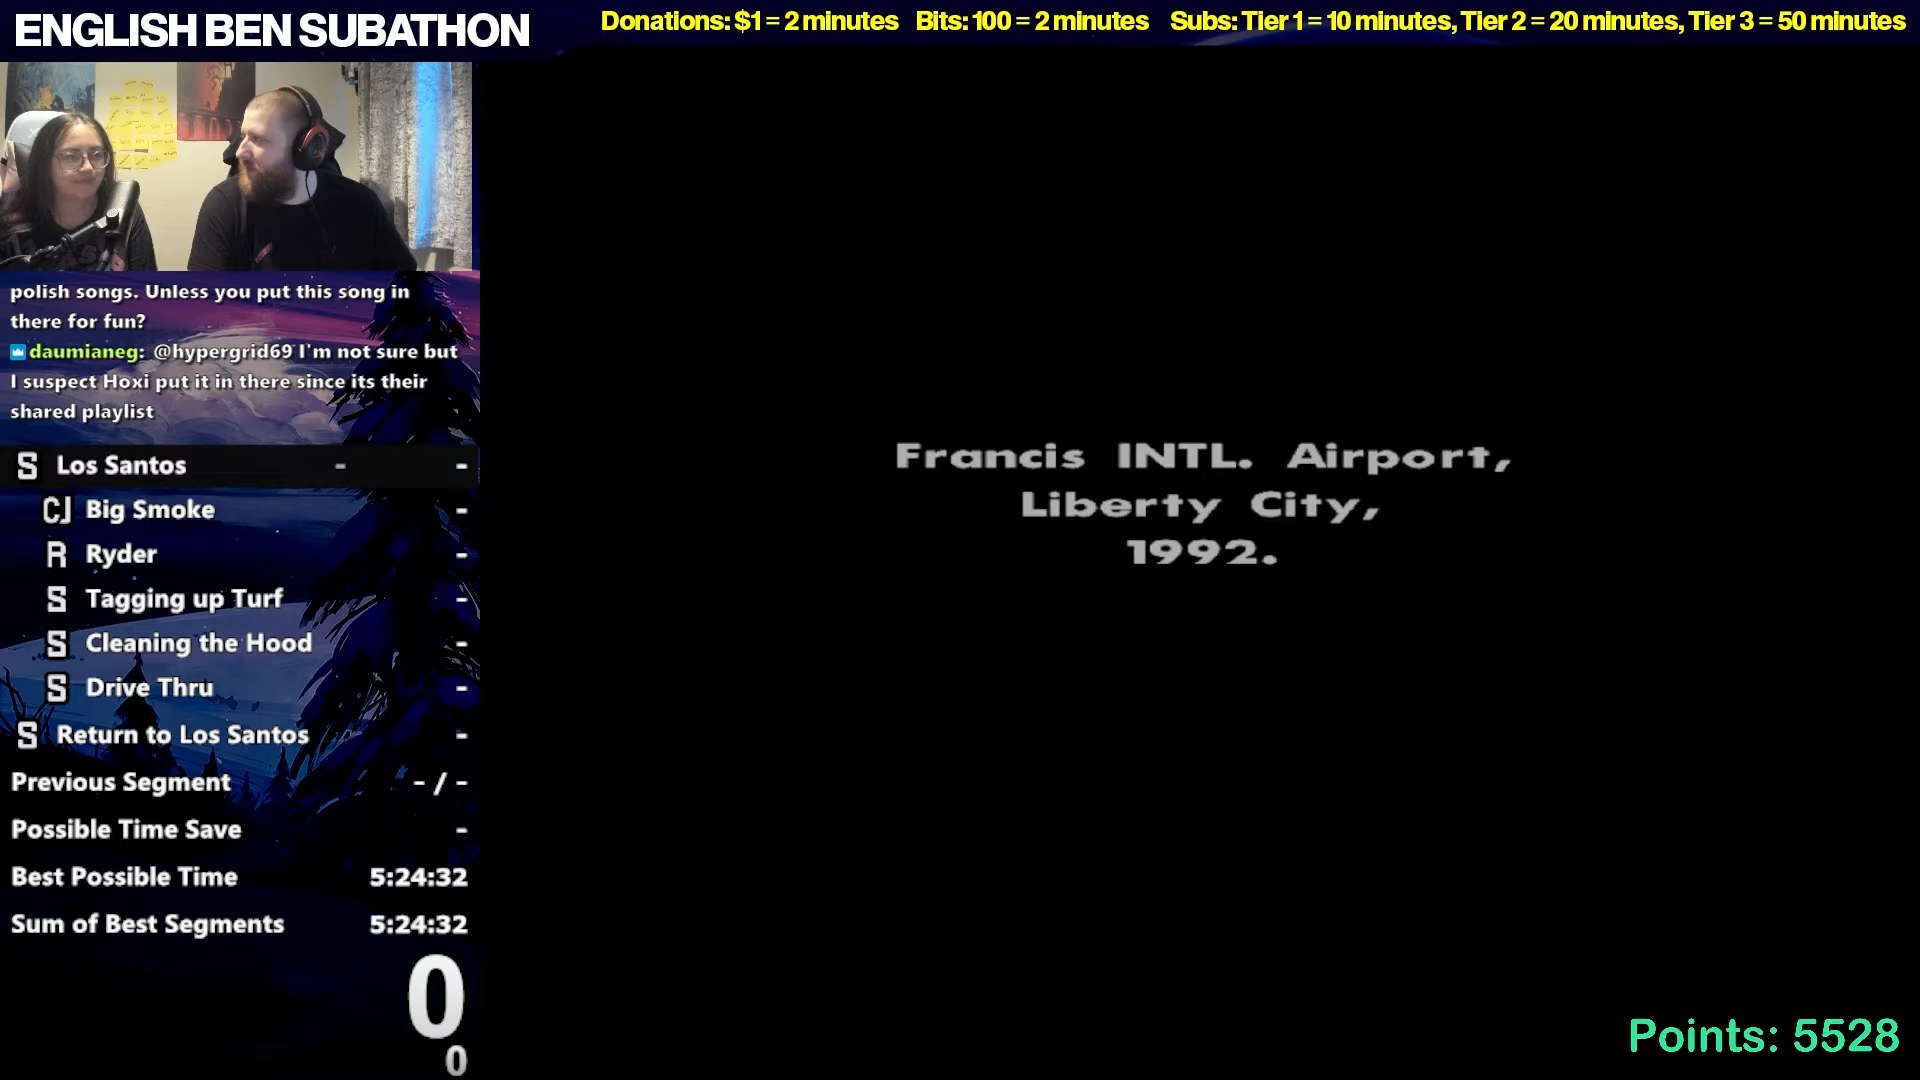 ENGLISH BEN SUBATHON
Donations: $1 = 2 minutes Bits: 100 = 2 minutes Subs: Tier 1 = 10 minutes, Tier 2 = 20 minutes, Tier 3 = 50 minutes
polish songs. Unless you put this song in
there for fun?
daumianeg: @hypergrid69 I'm not sure but
I suspect Hoxi put it in there since its their
shared playlist
S Los Santos - -
CJ Big Smoke -
R Ryder -
S Tagging up Turf -
S Cleaning the Hood -
S Drive Thru -
S Return to Los Santos -
Previous Segment - / -
Possible Time Save -
Best Possible Time 5:24:32
Sum of Best Segments 5:24:32
0
0
Francis INTL. Airport,
Liberty City,
1992.
Points: 5528